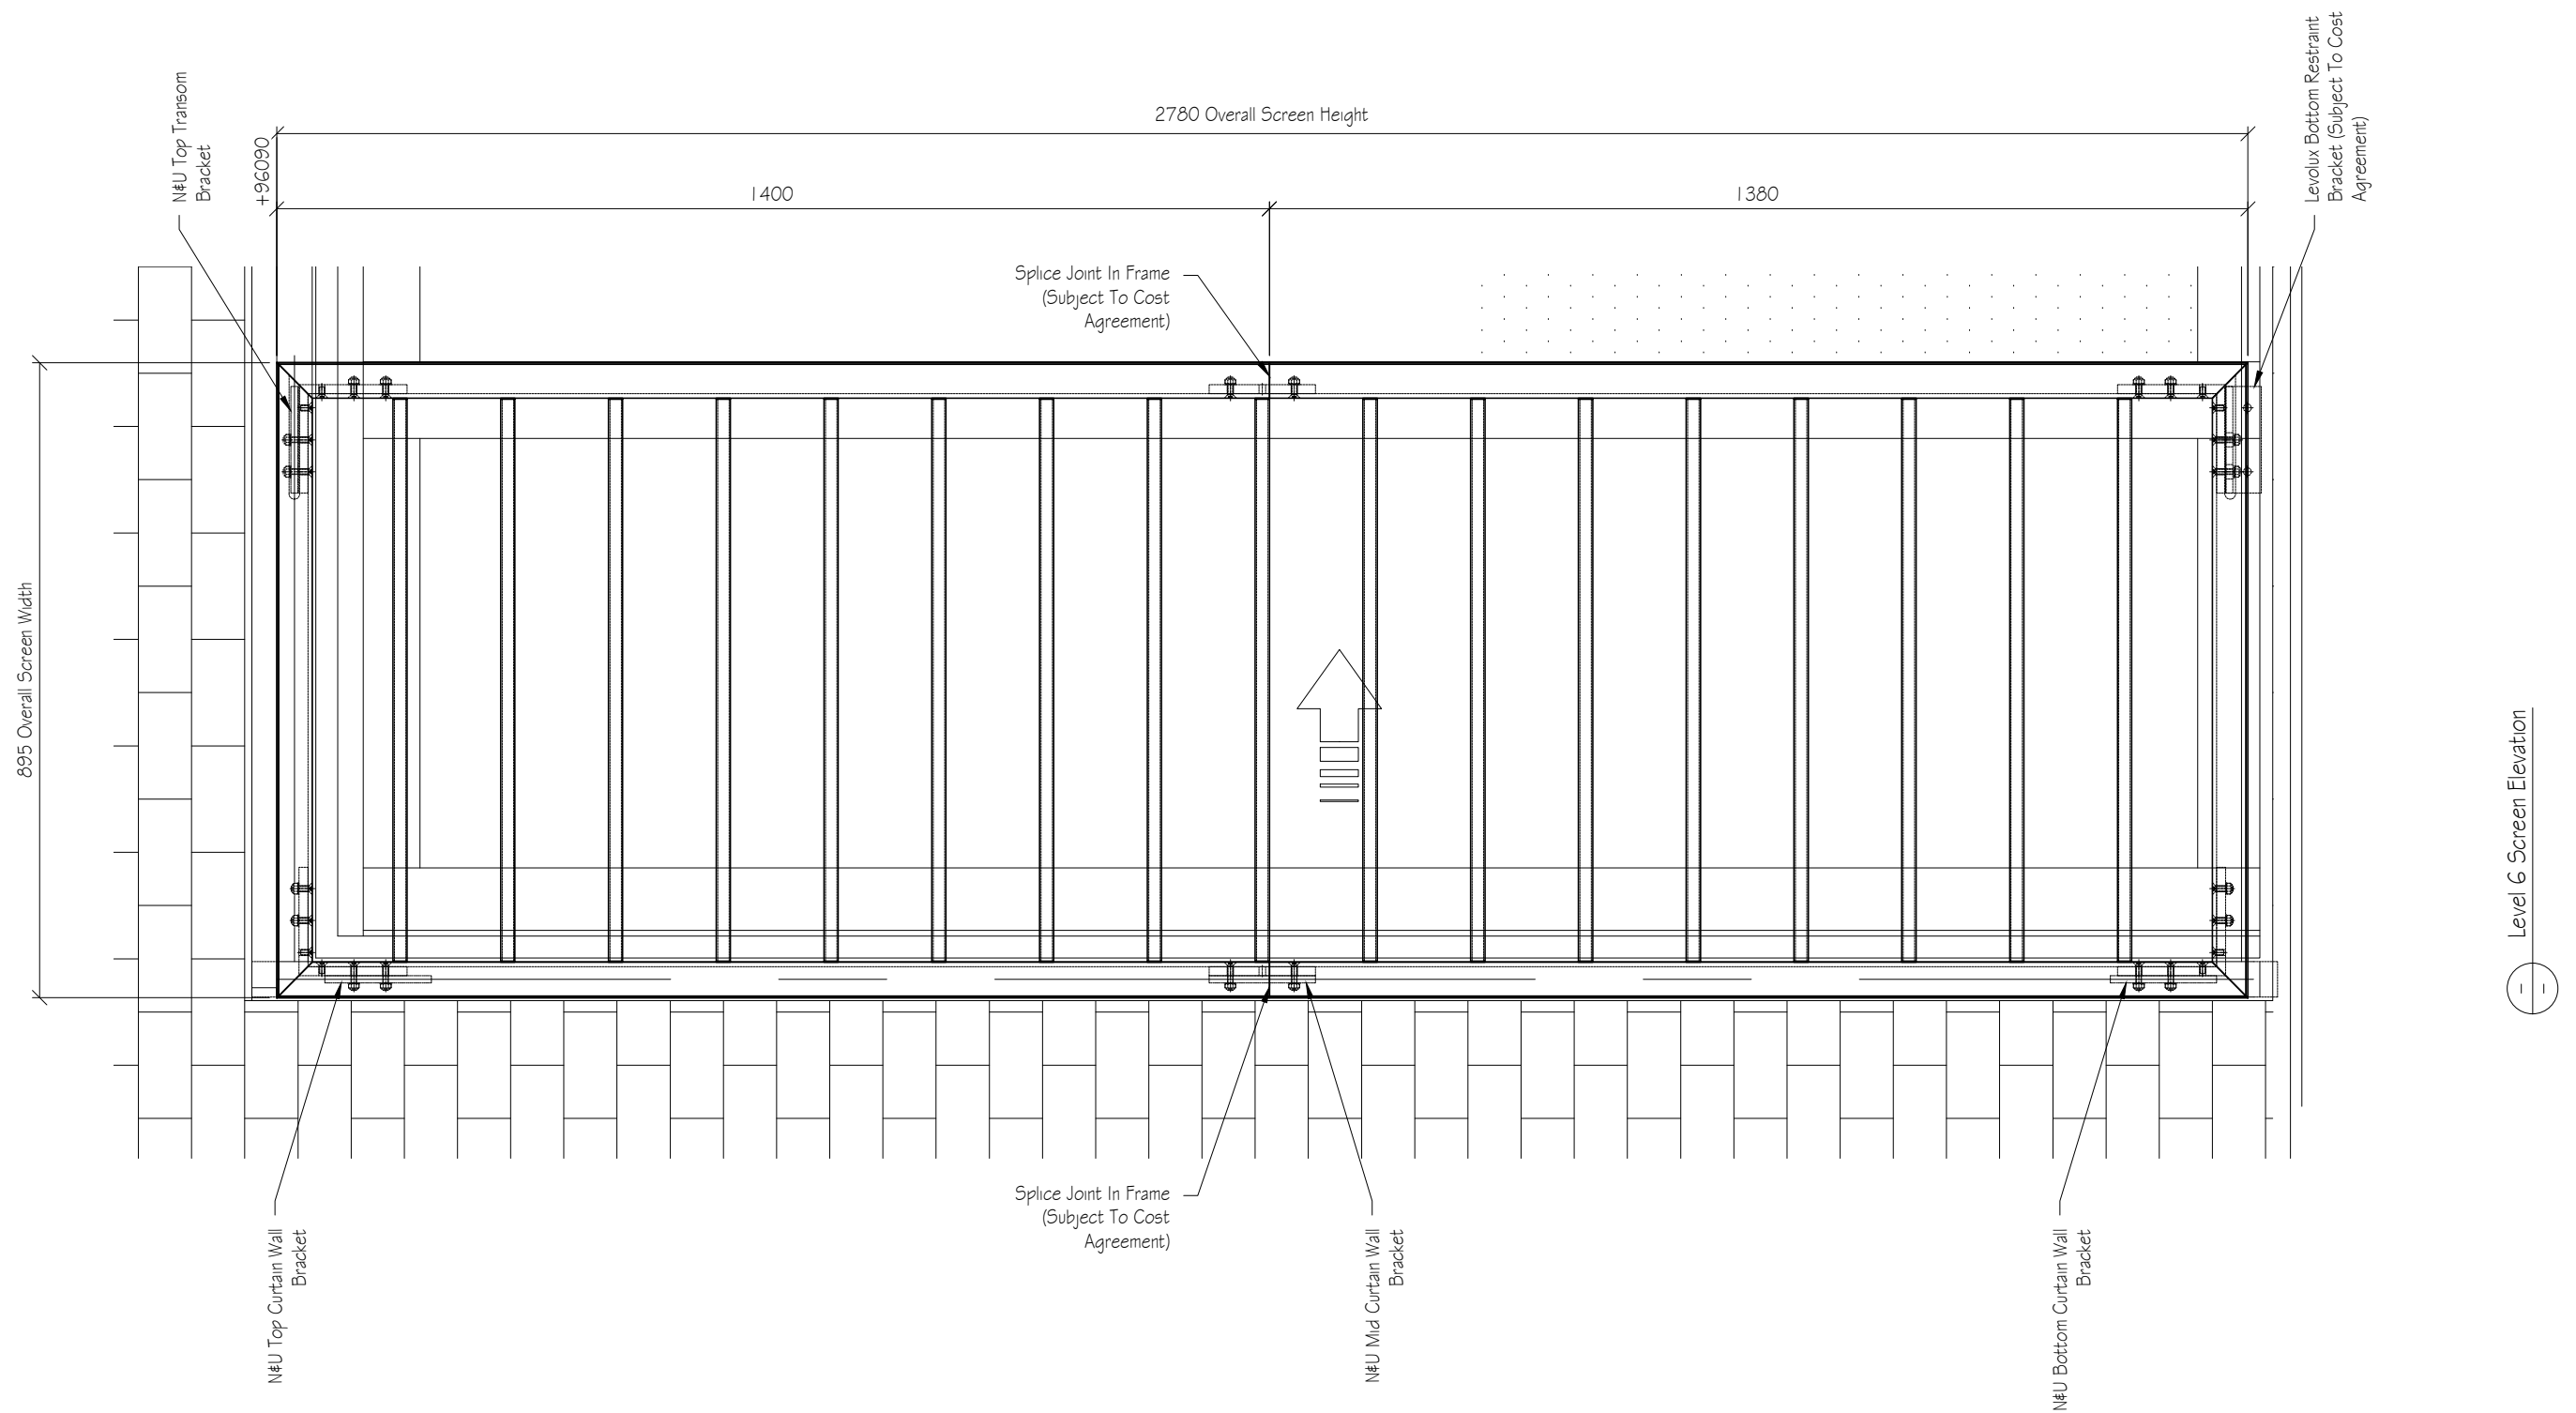 2780 Overall Screen Height
1400
1380
+96090
N&U Top Transom
Bracket
Levolux Bottom Restraint
Bracket (Subject To Cost
Agreement)
Splice Joint In Frame
(Subject To Cost
Agreement)
895 Overall Screen Width
Splice Joint In Frame
(Subject To Cost
Agreement)
N&U Top Curtain Wall
Bracket
N&U Mid Curtain Wall
Bracket
N&U Bottom Curtain Wall
Bracket
Level 6 Screen Elevation
- -